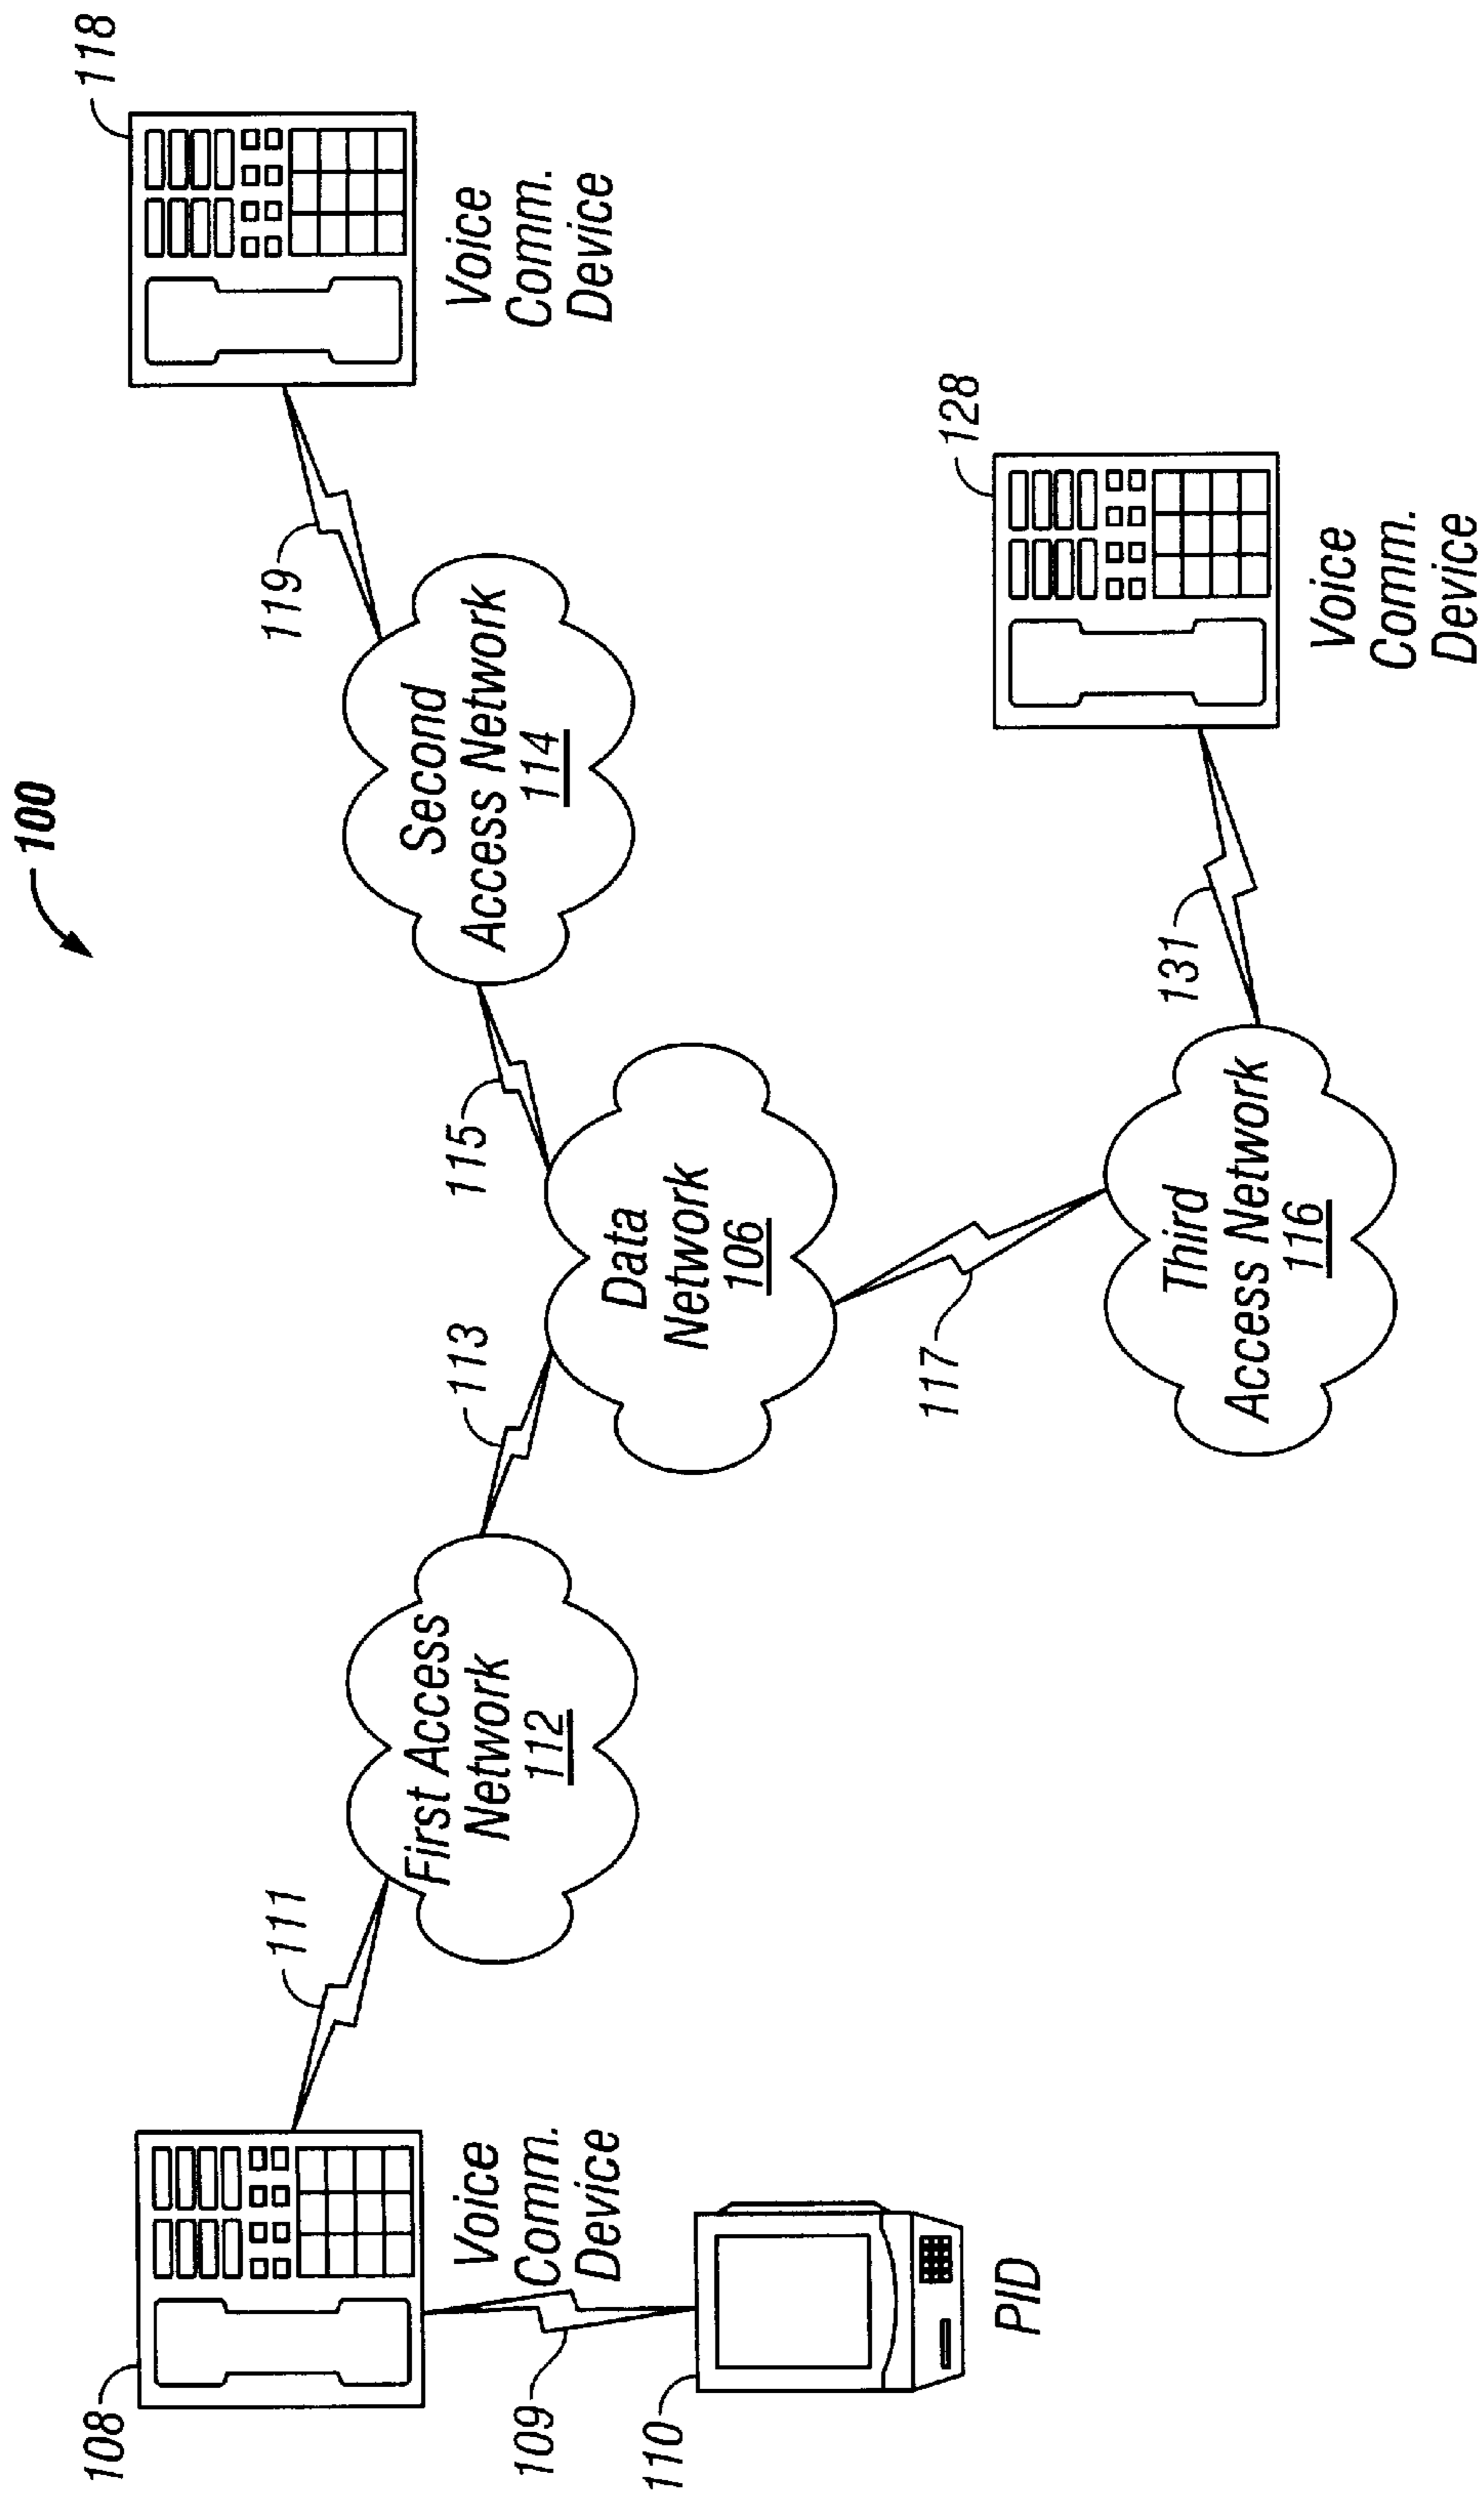 100
108
Voice
Comm.
Device
109
110
PID
111
First Access
Network
112
113
Data
Network
106
115
Second
Access Network
114
119
118
Voice
Comm.
Device
117
Third
Access Network
116
131
128
Voice
Comm.
Device